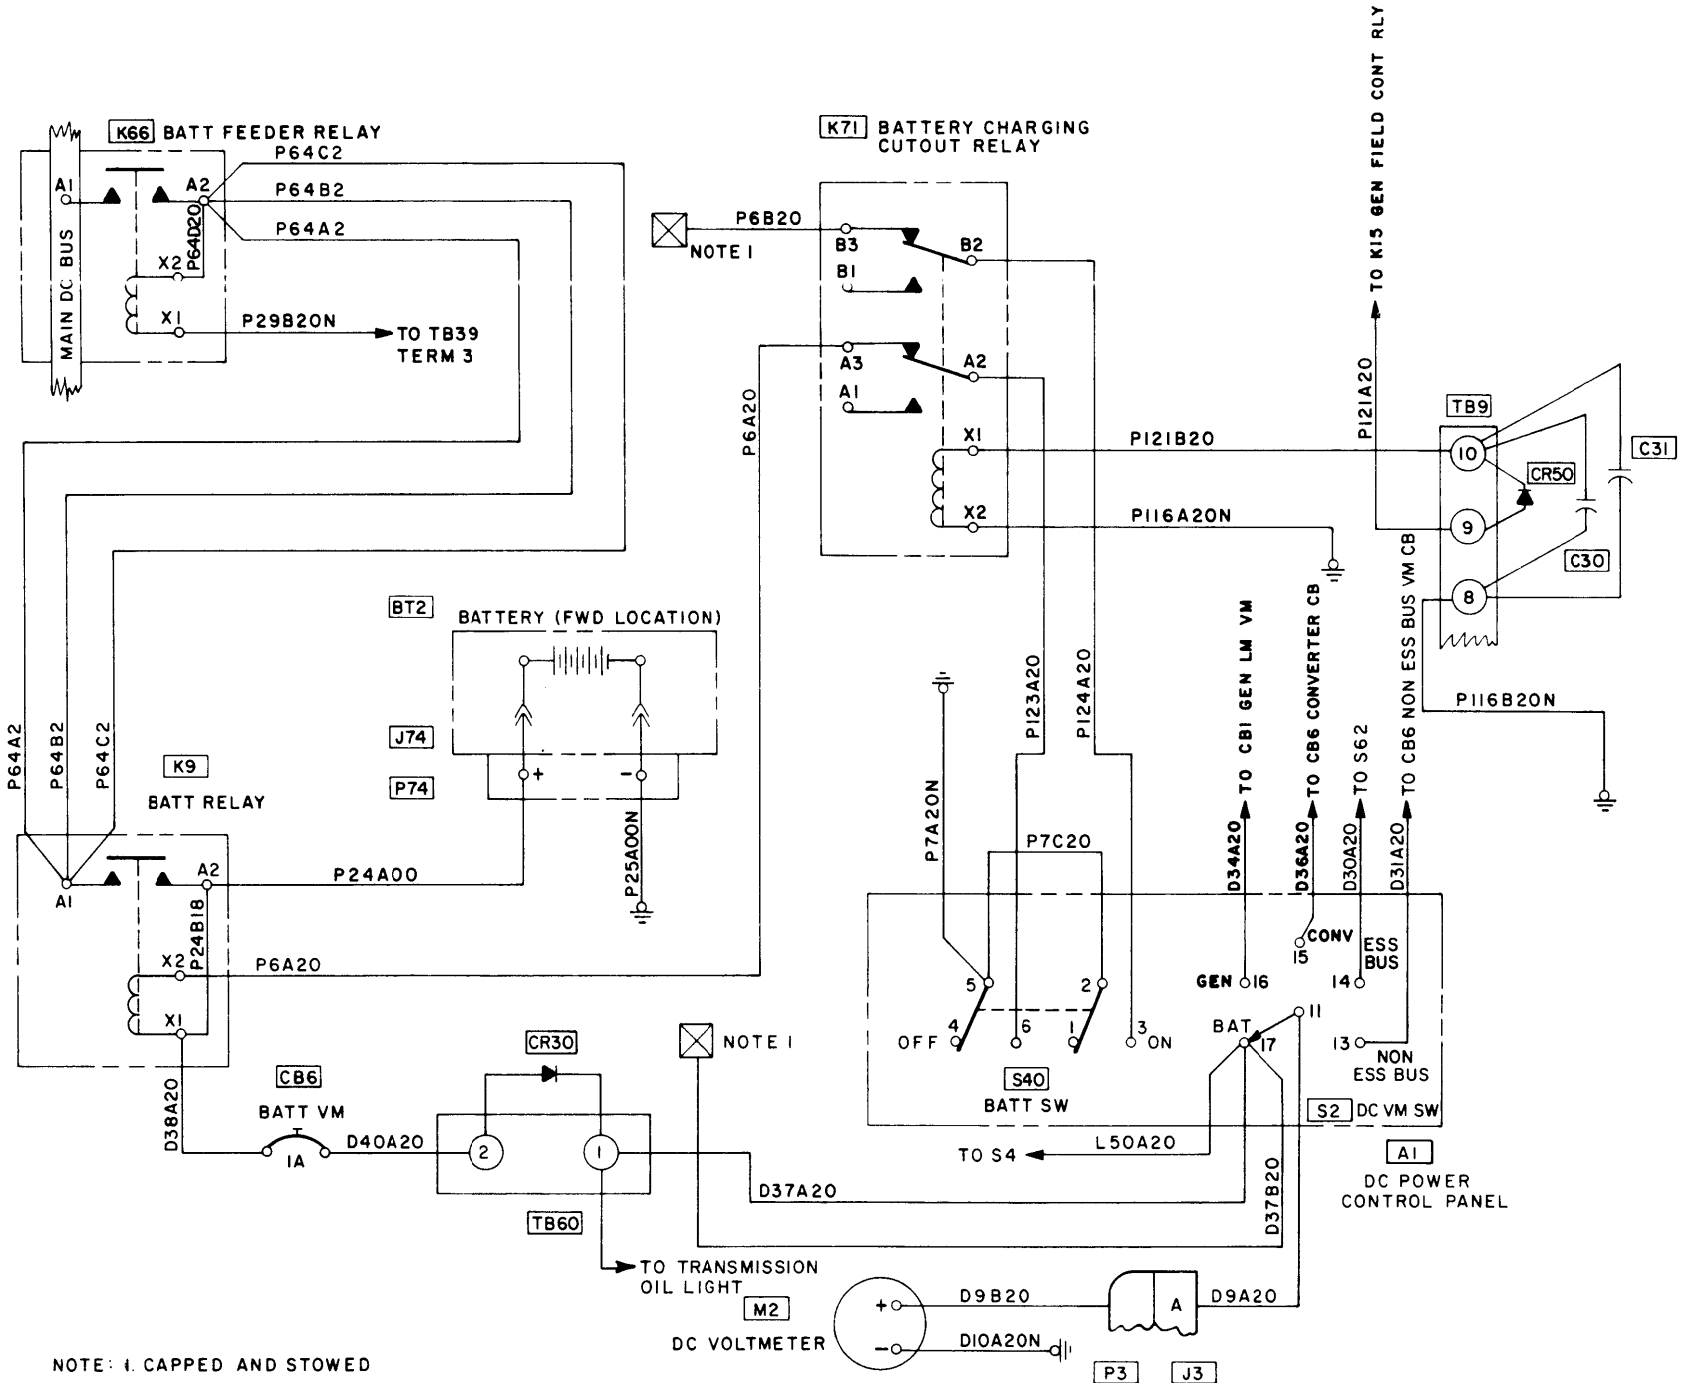 TO K15 GEN FIELD CONT RLY
K66 BATT FEEDER RELAY
P64C2
P64B2
P64A2
A1
A2
P64D20
X2
X1
MAIN DC BUS
P29B20N
TO TB39
TERM 3
K71 BATTERY CHARGING
CUTOUT RELAY
P6B20
NOTE 1
B3
B2
B1
A3
A2
A1
X1
X2
P6A20
P121B20
P116A20N
P121A20
TB9
10
9
8
CR50
C31
C30
P116B20N
BT2
BATTERY (FWD LOCATION)
J74
P74
+
-
P25A00N
P24A00
P64A2
P64B2
P64C2
K9
BATT RELAY
A1
A2
P24B18
X2
X1
P6A20
D38A20
P123A20
P124A20
TO CB1 GEN LM VM
TO CB6 CONVERTER CB
TO S62
TO CB6 NON ESS BUS VM CB
P7A20N
P7C20
D34A20
D36A20
D30A20
D31A20
5
2
OFF 4
6
1
3 ON
S40
BATT SW
GEN 16
CONV
15
ESS
BUS
14
11
BAT
17
13
NON
ESS BUS
S2 DC VM SW
A1
DC POWER
CONTROL PANEL
TO S4
L50A20
NOTE 1
CR30
CB6
BATT VM
1A
D40A20
2
1
TB60
D37A20
D37B20
TO TRANSMISSION
OIL LIGHT
M2
DC VOLTMETER
+
-
D9B20
D10A20N
A
D9A20
P3
J3
NOTE: 1. CAPPED AND STOWED